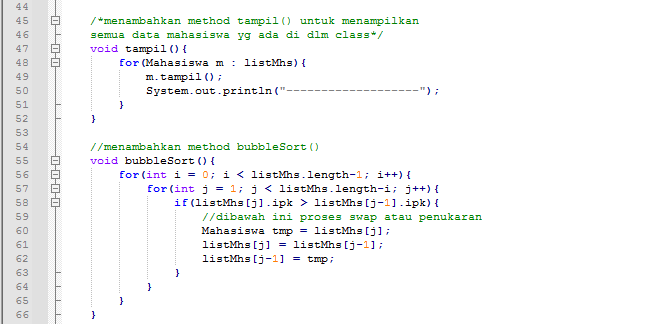 44
45 /*menambahkan method tampil() untuk menampilkan
46 semua data mahasiswa yg ada di dlm class*/
47 void tampil(){
48 for(Mahasiswa m : listMhs){
49 m.tampil();
50 System.out.println("-------------------");
51 }
52 }
53
54 //menambahkan method bubbleSort()
55 void bubbleSort(){
56 for(int i = 0; i < listMhs.length-1; i++){
57 for(int j = 1; j < listMhs.length-i; j++){
58 if(listMhs[j].ipk > listMhs[j-1].ipk){
59 //dibawah ini proses swap atau penukaran
60 Mahasiswa tmp = listMhs[j];
61 listMhs[j] = listMhs[j-1];
62 listMhs[j-1] = tmp;
63 }
64 }
65 }
66 }